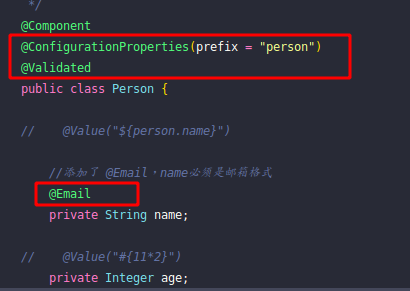 */
@Component
@ConfigurationProperties(prefix = "person")
@Validated
public class Person {
//    @Value("${person.name}")
//添加了 @Email，name必须是邮箱格式
@Email
private String name;
//    @Value("#{11*2}")
private Integer age;